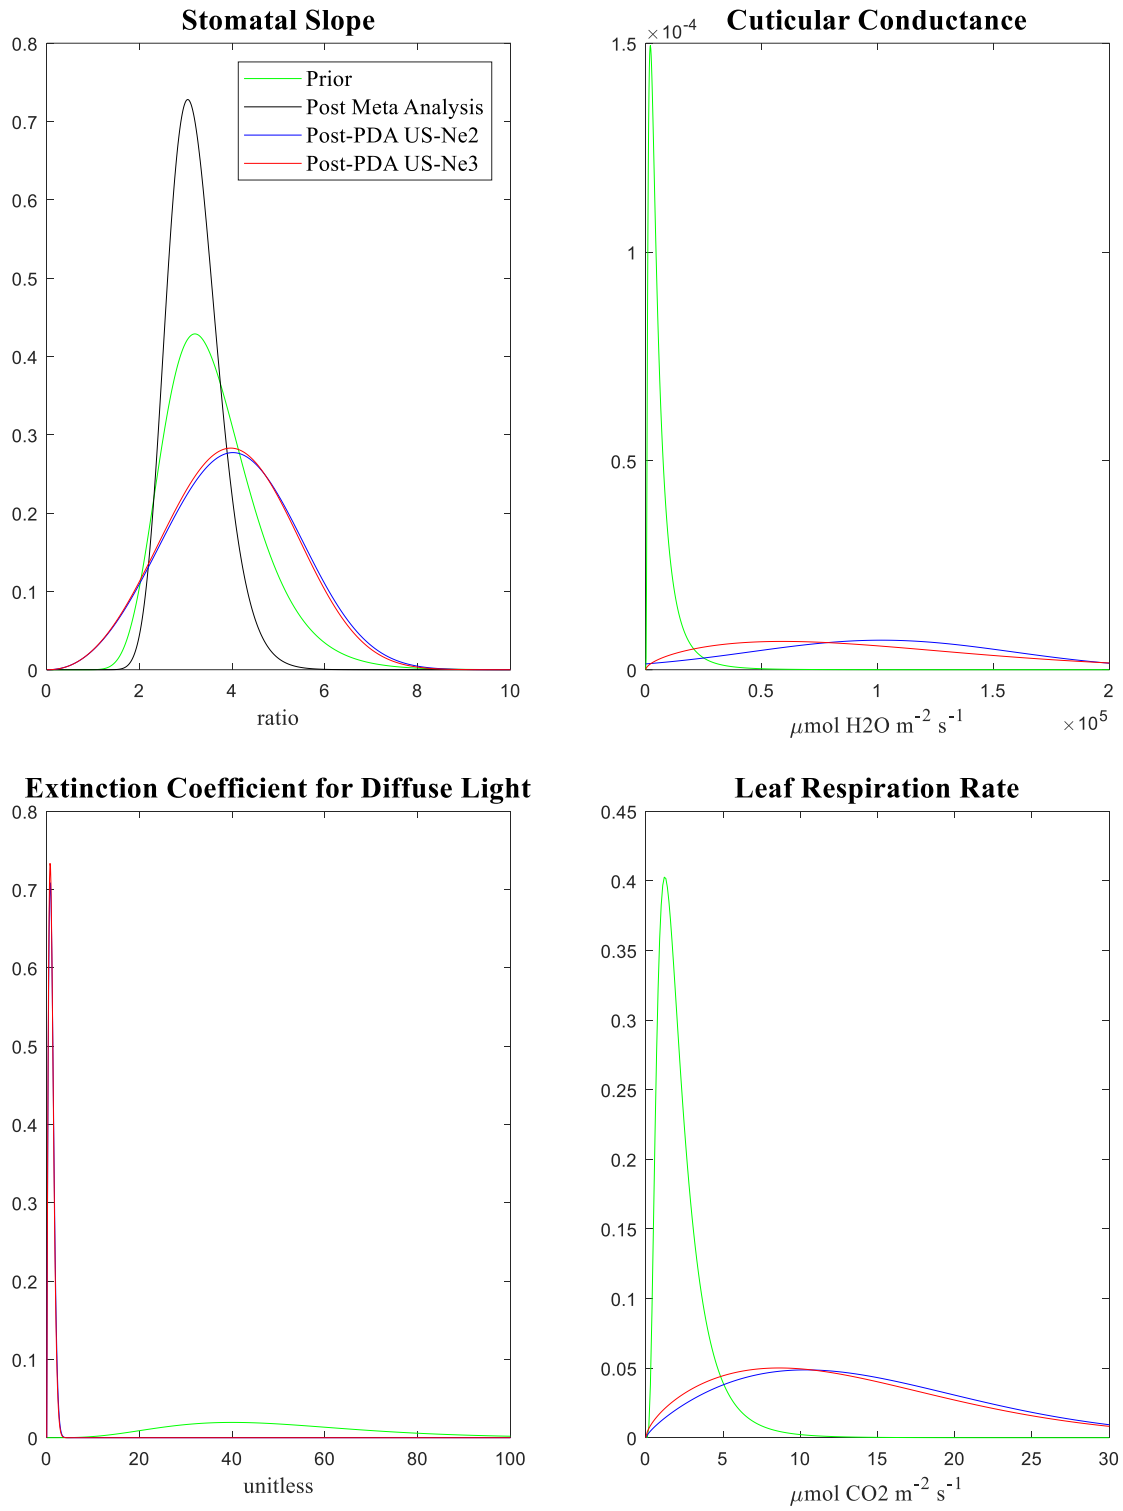 Stomatal Slope
0.8
0.7
0.6
0.5
0.4
0.3
0.2
0.1
0
0 2 4 6 8 10
ratio
Prior
Post Meta Analysis
Post-PDA US-Ne2
Post-PDA US-Ne3
Cuticular Conductance
×10⁻⁴
1.5
1
0.5
0
0 0.5 1 1.5 2
×10⁵
μmol H2O m⁻² s⁻¹
Extinction Coefficient for Diffuse Light
0.8
0.7
0.6
0.5
0.4
0.3
0.2
0.1
0
0 20 40 60 80 100
unitless
Leaf Respiration Rate
0.45
0.4
0.35
0.3
0.25
0.2
0.15
0.1
0.05
0
0 5 10 15 20 25 30
μmol CO2 m⁻² s⁻¹